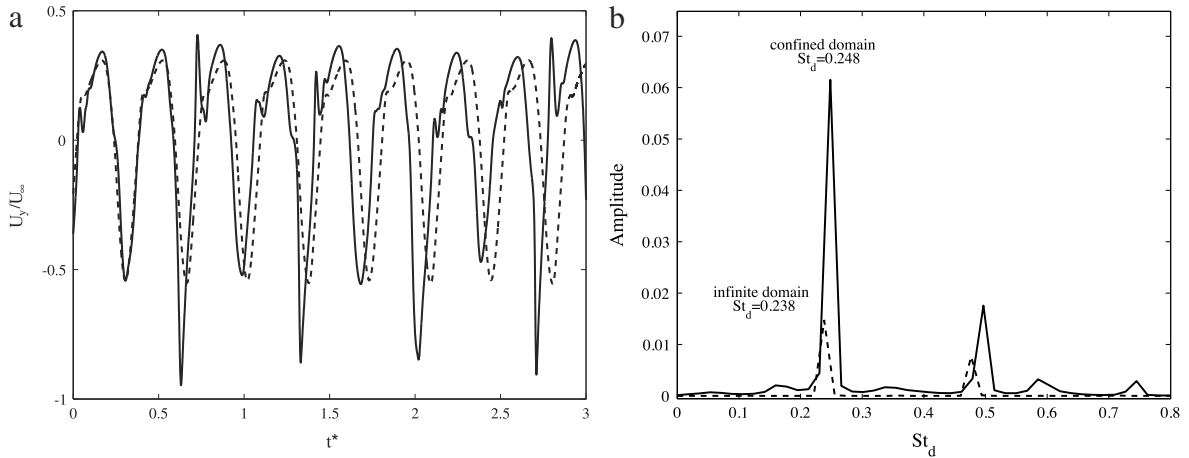 a
0.5
0
-0.5
-1
U_y/U_∞
0 0.5 1 1.5 2 2.5 3
t*
b
0.07
0.06
0.05
0.04
0.03
0.02
0.01
0
Amplitude
confined domain
St_d=0.248
infinite domain
St_d=0.238
0 0.1 0.2 0.3 0.4 0.5 0.6 0.7 0.8
St_d